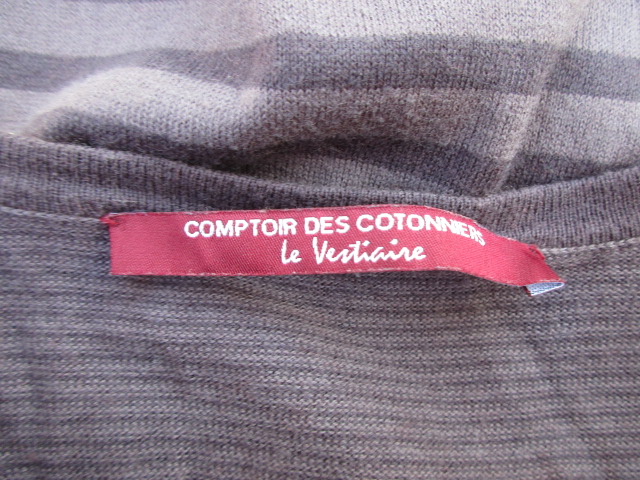 COMPTOIR DES COTONNIERS
le Vestiaire